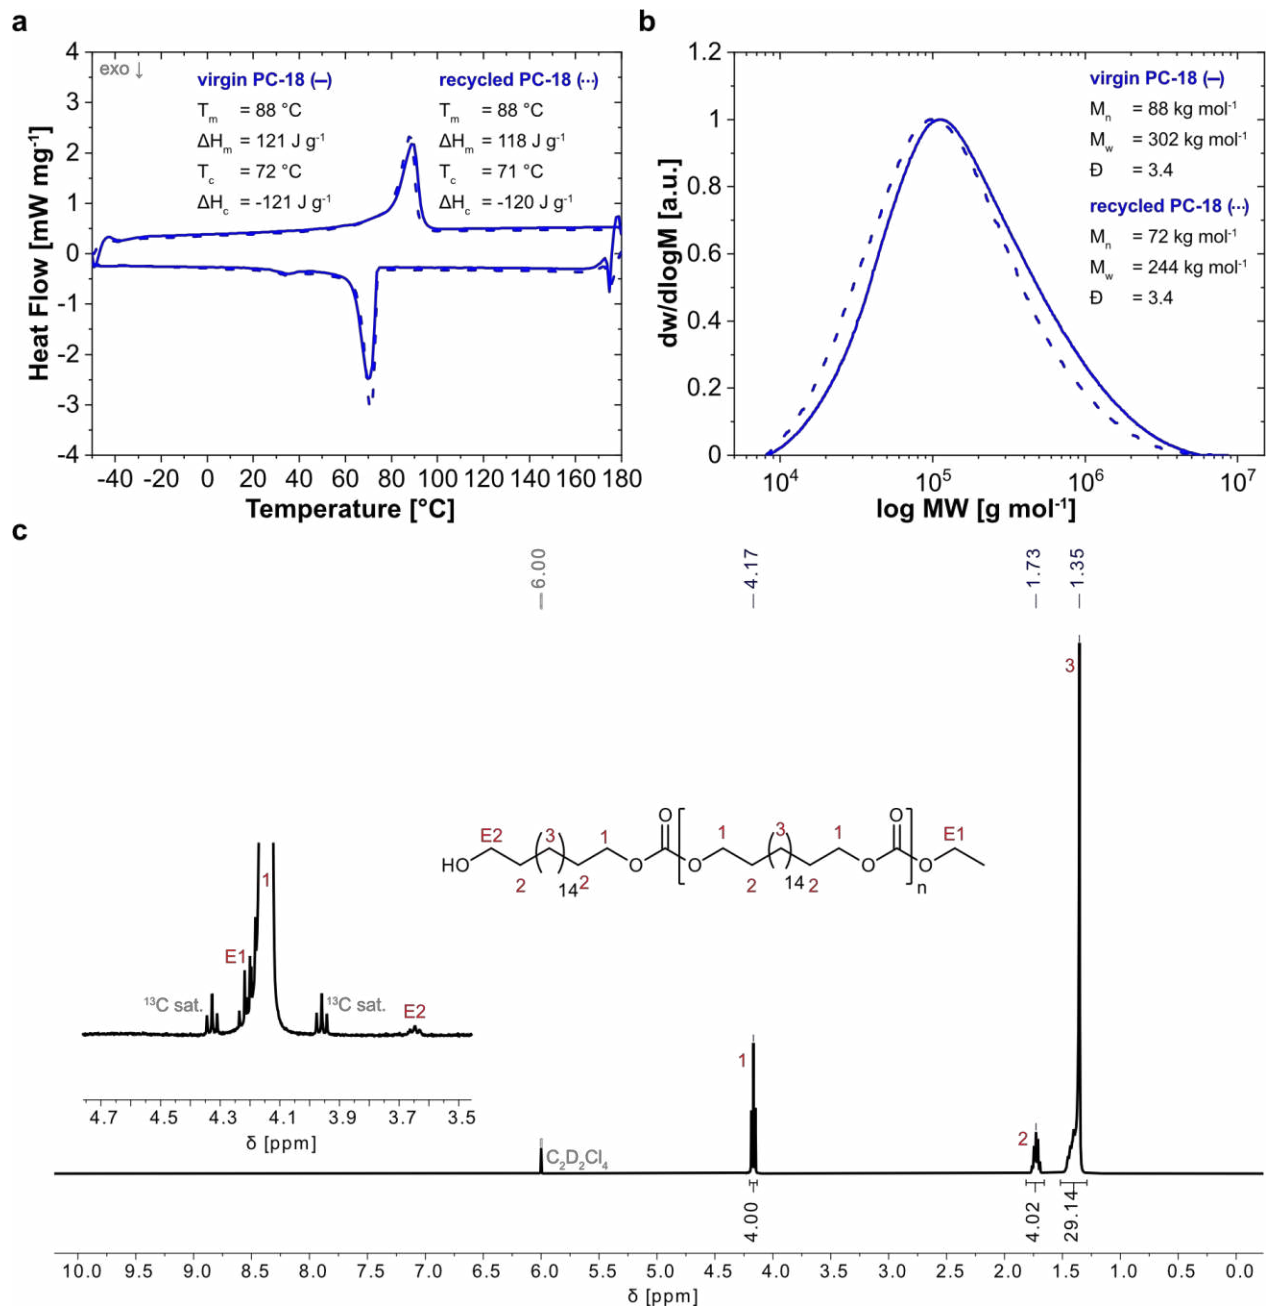 a
exo ↓
virgin PC-18 (–)
Tm = 88 °C
ΔHm = 121 J g-1
Tc = 72 °C
ΔHc = -121 J g-1
recycled PC-18 (··)
Tm = 88 °C
ΔHm = 118 J g-1
Tc = 71 °C
ΔHc = -120 J g-1
Heat Flow [mW mg-1]
4
3
2
1
0
-1
-2
-3
-4
-40 -20 0 20 40 60 80 100 120 140 160 180
Temperature [°C]
b
virgin PC-18 (–)
Mn = 88 kg mol-1
Mw = 302 kg mol-1
Đ = 3.4
recycled PC-18 (··)
Mn = 72 kg mol-1
Mw = 244 kg mol-1
Đ = 3.4
dw/dlogM [a.u.]
1.2
1
0.8
0.6
0.4
0.2
0
10^4 10^5 10^6 10^7
log MW [g mol-1]
c
6.00
4.17
1.73
1.35
3
E2 3 1 O 1 3 1 O E1
HO O O O O n
2 14 2 2 14 2
1
E1
13C sat.
13C sat.
E2
4.7 4.3 4.2 4.1 3.9 3.7 3.6 3.5
δ [ppm]
1
2
C2D2Cl4
4.00
4.02
29.14
10.0 9.5 9.0 8.5 8.0 7.5 7.0 6.5 6.0 5.5 5.0 4.5 4.0 3.5 3.0 2.5 2.0 1.5 1.0 0.5 0.0
δ [ppm]